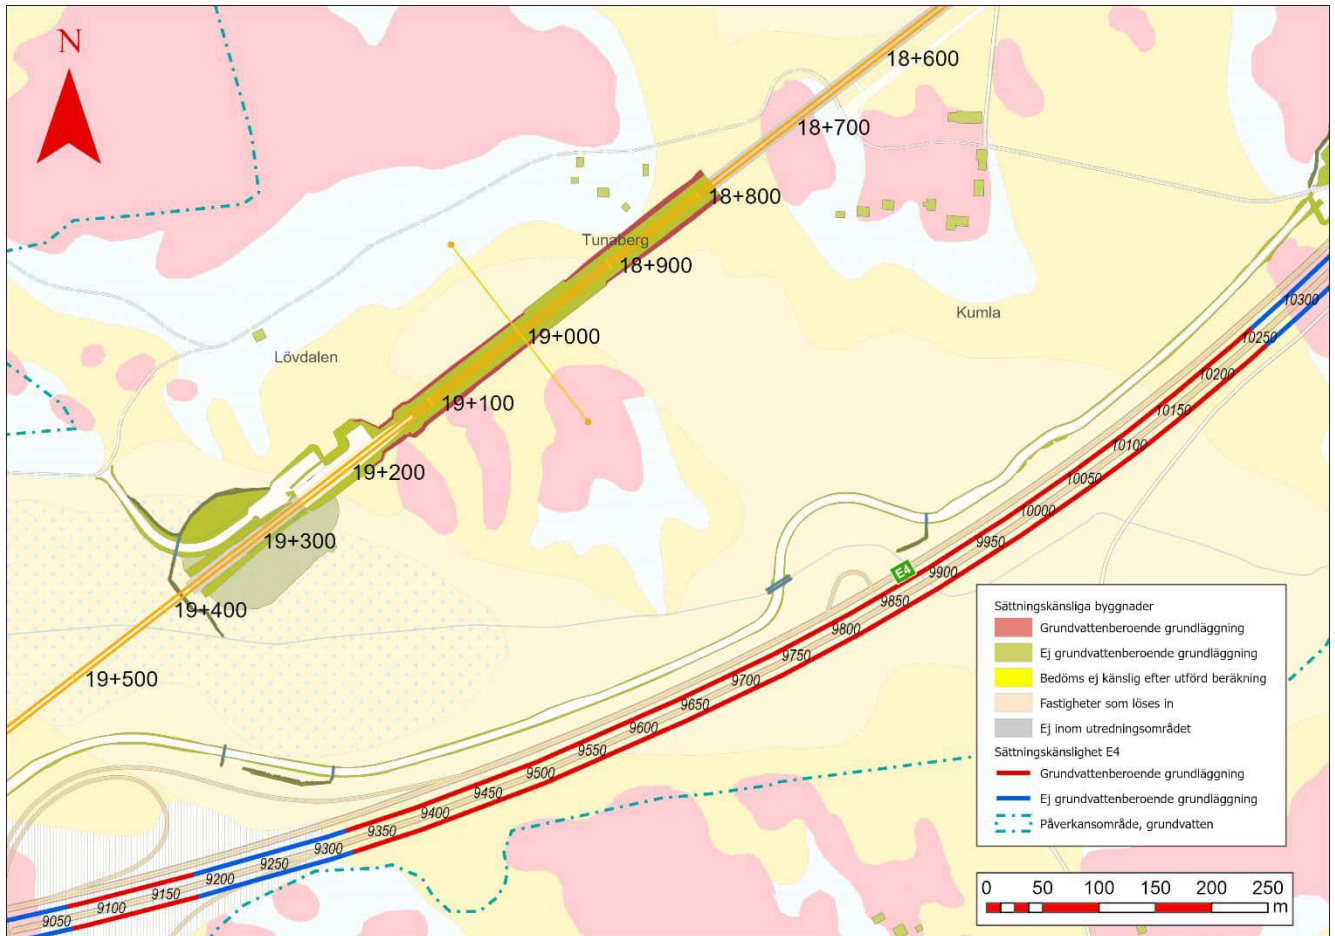 N
18+600
18+700
18+800
Tunaberg
18+900
Kumla
10300
10250
19+000
Lövdalen
10200
19+100
10150
10100
19+200
10050
10000
19+300
9950
E4
9900
9850
19+400
9800
9750
19+500
9700
9650
9600
9550
9500
9450
9400
9350
9300
9250
9200
9150
9100
9050
Sättningskänsliga byggnader
Grundvattenberoende grundläggning
Ej grundvattenberoende grundläggning
Bedöms ej känslig efter utförd beräkning
Fastigheter som löses in
Ej inom utredningsområdet
Sättningskänslighet E4
Grundvattenberoende grundläggning
Ej grundvattenberoende grundläggning
Påverkansområde, grundvatten
0 50 100 150 200 250
m